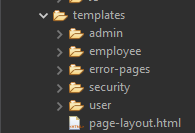 templates
admin
employee
error-pages
security
user
page-layout.html